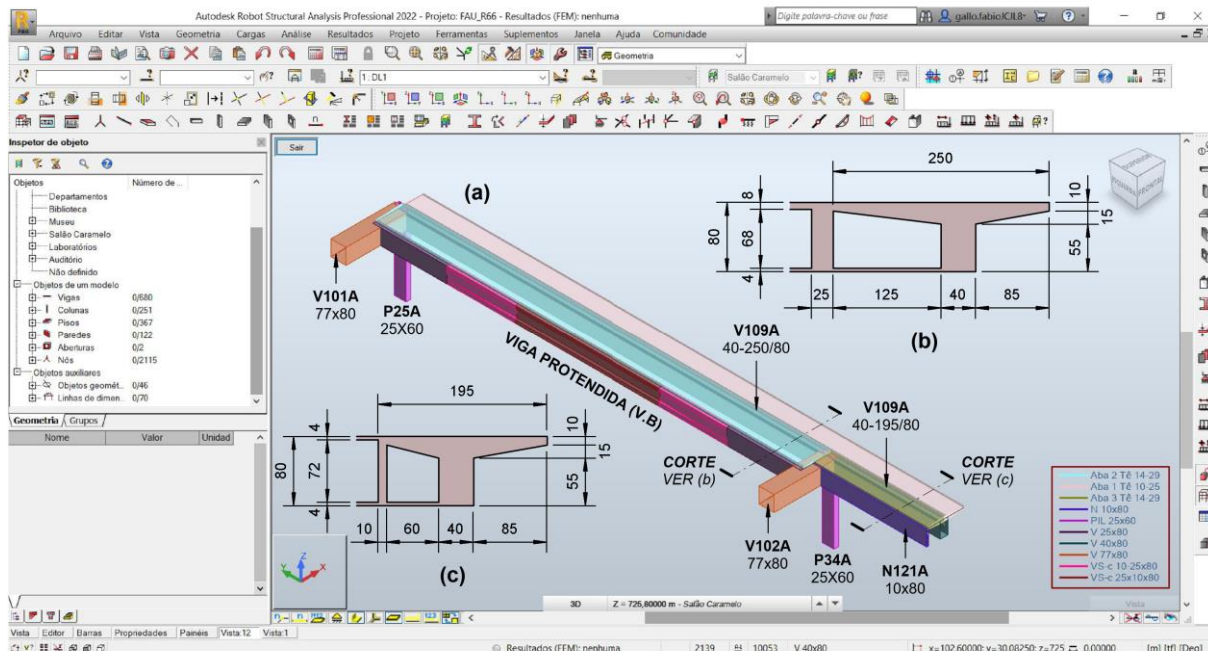 Autodesk Robot Structural Analysis Professional 2022 - Projeto: FAU_R66 - Resultados (FEM): nenhuma
Digite palavra-chave ou frase
gallo.fabioICIL8
Arquivo Editar Vista Geometria Cargas Análise Resultados Projeto Ferramentas Suplementos Janela Ajuda Comunidade
Geometria
1: DL1
Salão Caramelo
Inspetor de objeto
Sair
Objetos Número de ...
Departamentos
Biblioteca
Museu
Salão Caramelo
Laboratórios
Auditório
Não definido
Objetos de um modelo
Vigas 0/680
Colunas 0/251
Pisos 0/367
Paredes 0/122
Aberturas 0/2
Nós 0/2115
Objetos auxiliares
Objetos geomét.. 0/46
Linhas de dimen.. 0/70
Geometria Grupos
Nome Valor Unidad
(a)
V101A
77x80
P25A
25X60
VIGA PROTENDIDA (V.B)
V109A
40-250/80
V109A
40-195/80
CORTE
VER (b)
CORTE
VER (c)
V102A
77x80
P34A
25X60
N121A
10x80
250
8
80
68
4
10
15
55
25 125 40 85
(b)
195
4
80
72
4
10
15
55
10 60 40 85
(c)
Aba 2 Tê 14-29
Aba 1 Tê 10-25
Aba 3 Tê 14-29
N 10x80
PIL 25x60
V 25x80
V 40x80
V 77x80
VS-c 10-25x80
VS-c 25x10x80
Z
Y
X
3D Z = 725,80000 m - Salão Caramelo
Vista
Vista Editor Barras Propriedades Painéis Vista:12 Vista:1
Resultados (FEM): nenhuma 2139 10053 V 40x80 x=102.60000; y=30.08250; z=725 0,00000 [m] [tf] [Deg]